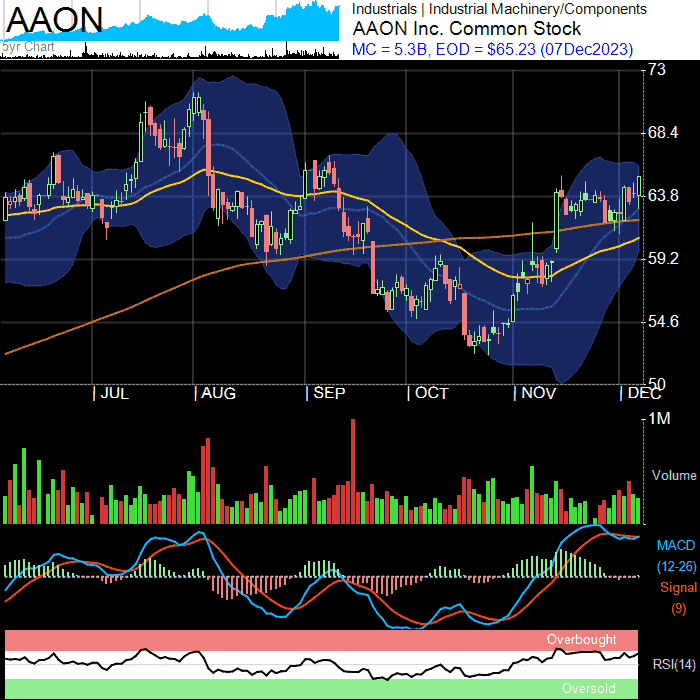 AAON
5yr Chart
Industrials | Industrial Machinery/Components
AAON Inc. Common Stock
MC = 5.3B, EOD = $65.23 (07Dec2023)
73
68.4
63.8
59.2
54.6
50
| JUL
| AUG
| SEP
| OCT
| NOV
| DEC
1M
Volume
MACD
(12-26)
Signal
(9)
Overbought
RSI(14)
Oversold